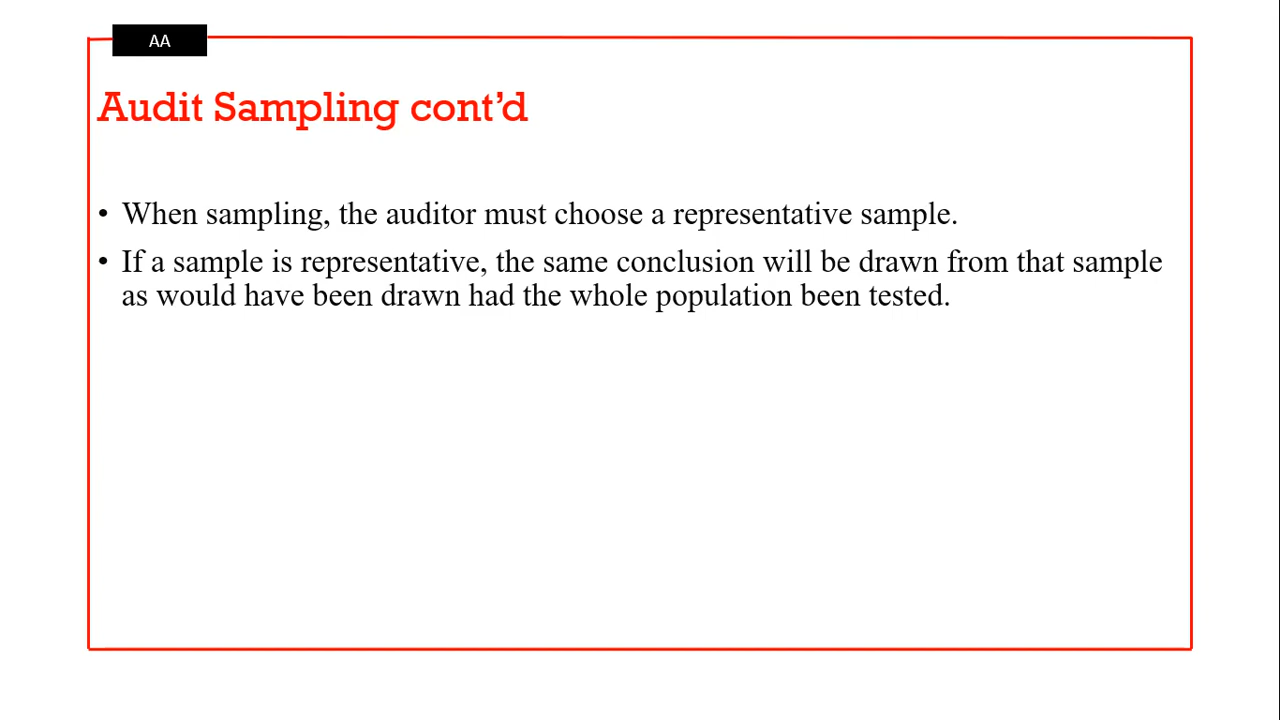 AA
Audit Sampling cont’d
• When sampling, the auditor must choose a representative sample.
• If a sample is representative, the same conclusion will be drawn from that sample
as would have been drawn had the whole population been tested.